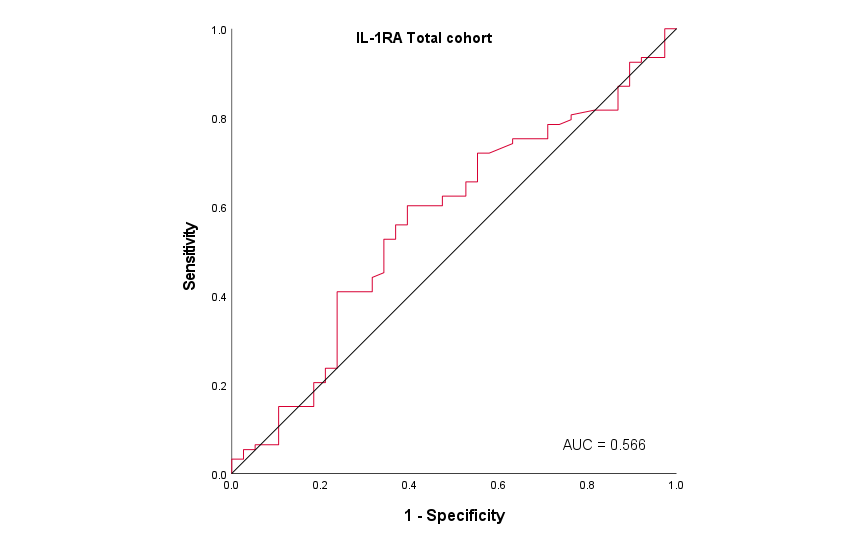 IL-1RA Total cohort
1.0
0.8
0.6
0.4
0.2
0.0
Sensitivity
AUC = 0.566
0.0 0.2 0.4 0.6 0.8 1.0
1 - Specificity